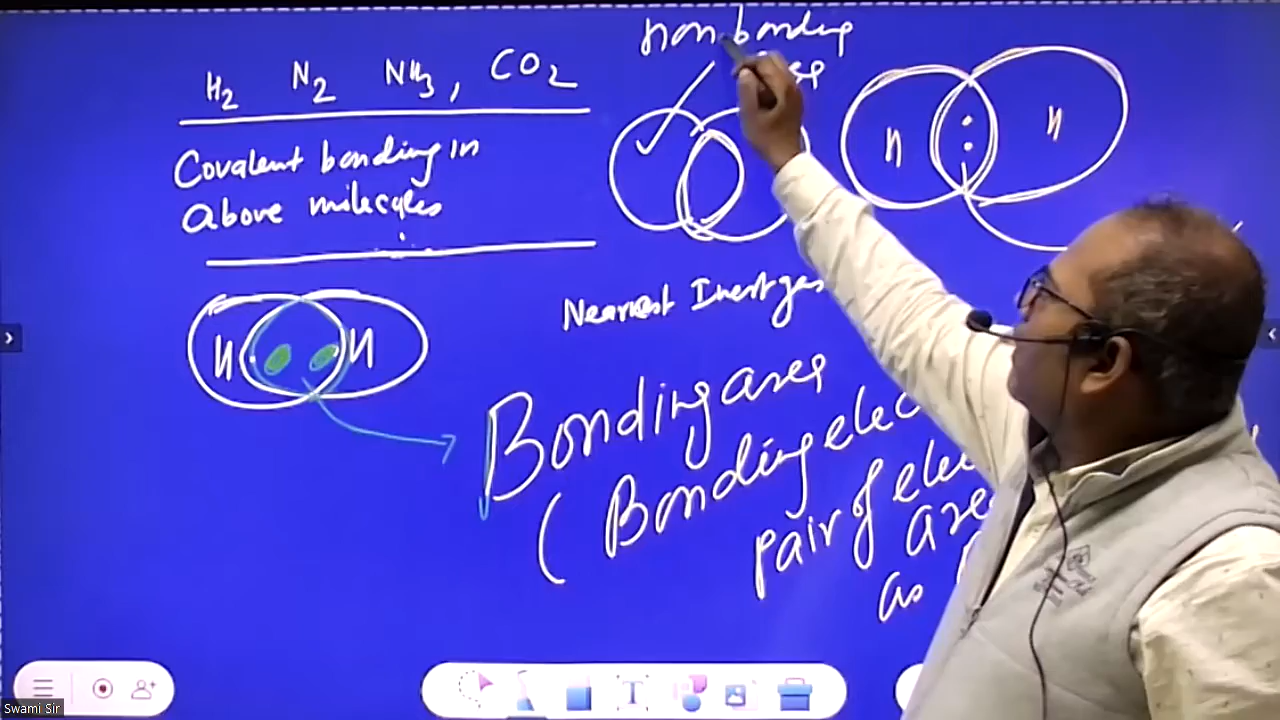 H2 N2 NH3, CO2
Covalent bonding in
Above molecules
non bonding
H H
H H
Nearest Inert gas
Bonding area
( Bonding elec
pair of elec
are
as
Swami Sir